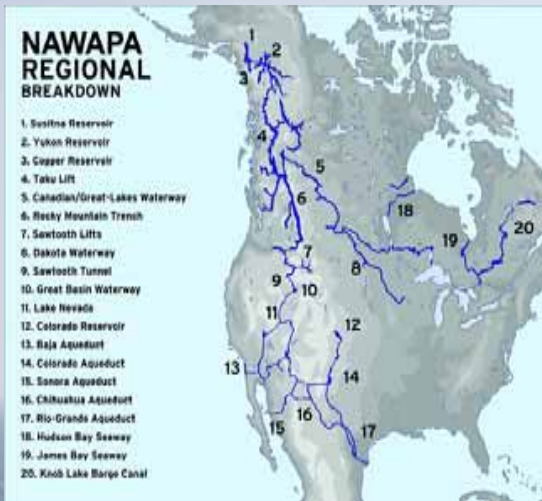 NAWAPA
REGIONAL
BREAKDOWN
1. Susitna Reservoir
2. Yukon Reservoir
3. Copper Reservoir
4. Taku Lift
5. Canadian/Great-Lakes Waterway
6. Rocky Mountain Trench
7. Sawtooth Lifts
8. Dakota Waterway
9. Sawtooth Tunnel
10. Great Basin Waterway
11. Lake Nevada
12. Colorado Reservoir
13. Baja Aqueduct
14. Colorado Aqueduct
15. Sonora Aqueduct
16. Chihuahua Aqueduct
17. Rio-Grande Aqueduct
18. Hudson Bay Seaway
19. James Bay Seaway
20. Knob Lake Barge Canal
1
2
3
4
5
6
7
8
9
10
11
12
13
14
15
16
17
18
19
20